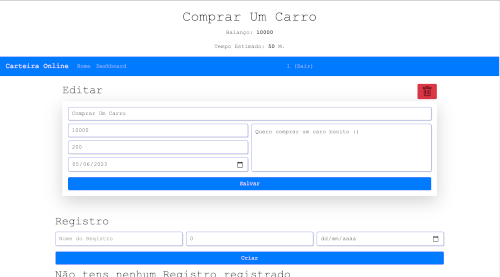 Comprar Um Carro
Balanço: 10000
Tempo Estimado: 50 M.
Carteira Online Home Dashboard 1 (Sair)
Editar
Comprar Um Carro
10000
200
05/06/2023
Quero comprar um caro bonito :)
Salvar
Registro
Nome do Registro 0 dd/mm/aaaa
Criar
Não tens nenhum Registro registrado